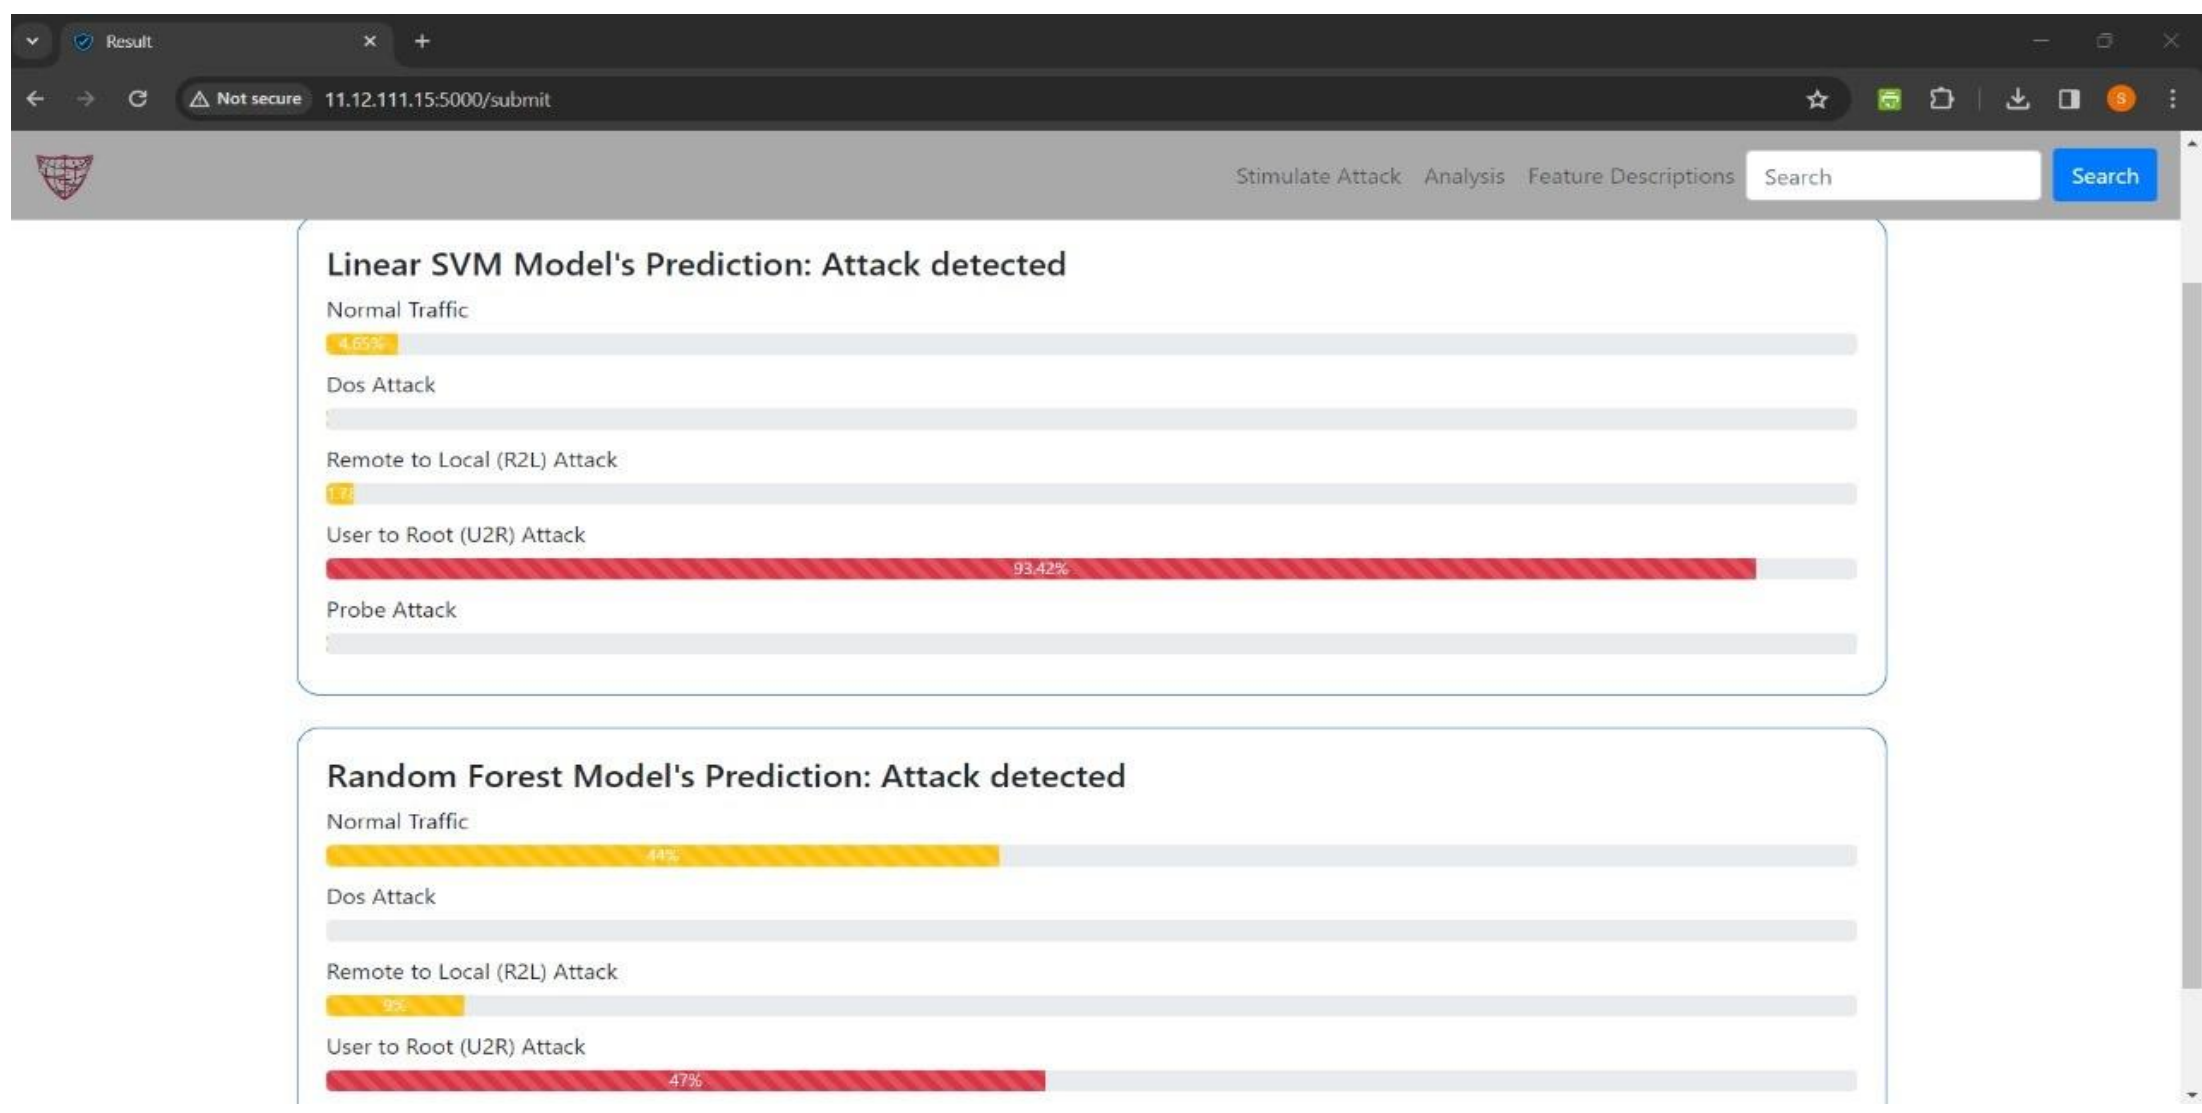 Result
Not secure 11.12.111.15:5000/submit
S
Stimulate Attack Analysis Feature Descriptions Search Search
Linear SVM Model's Prediction: Attack detected
Normal Traffic
4.65%
Dos Attack
Remote to Local (R2L) Attack
User to Root (U2R) Attack
93.42%
Probe Attack
Random Forest Model's Prediction: Attack detected
Normal Traffic
44%
Dos Attack
Remote to Local (R2L) Attack
9%
User to Root (U2R) Attack
47%